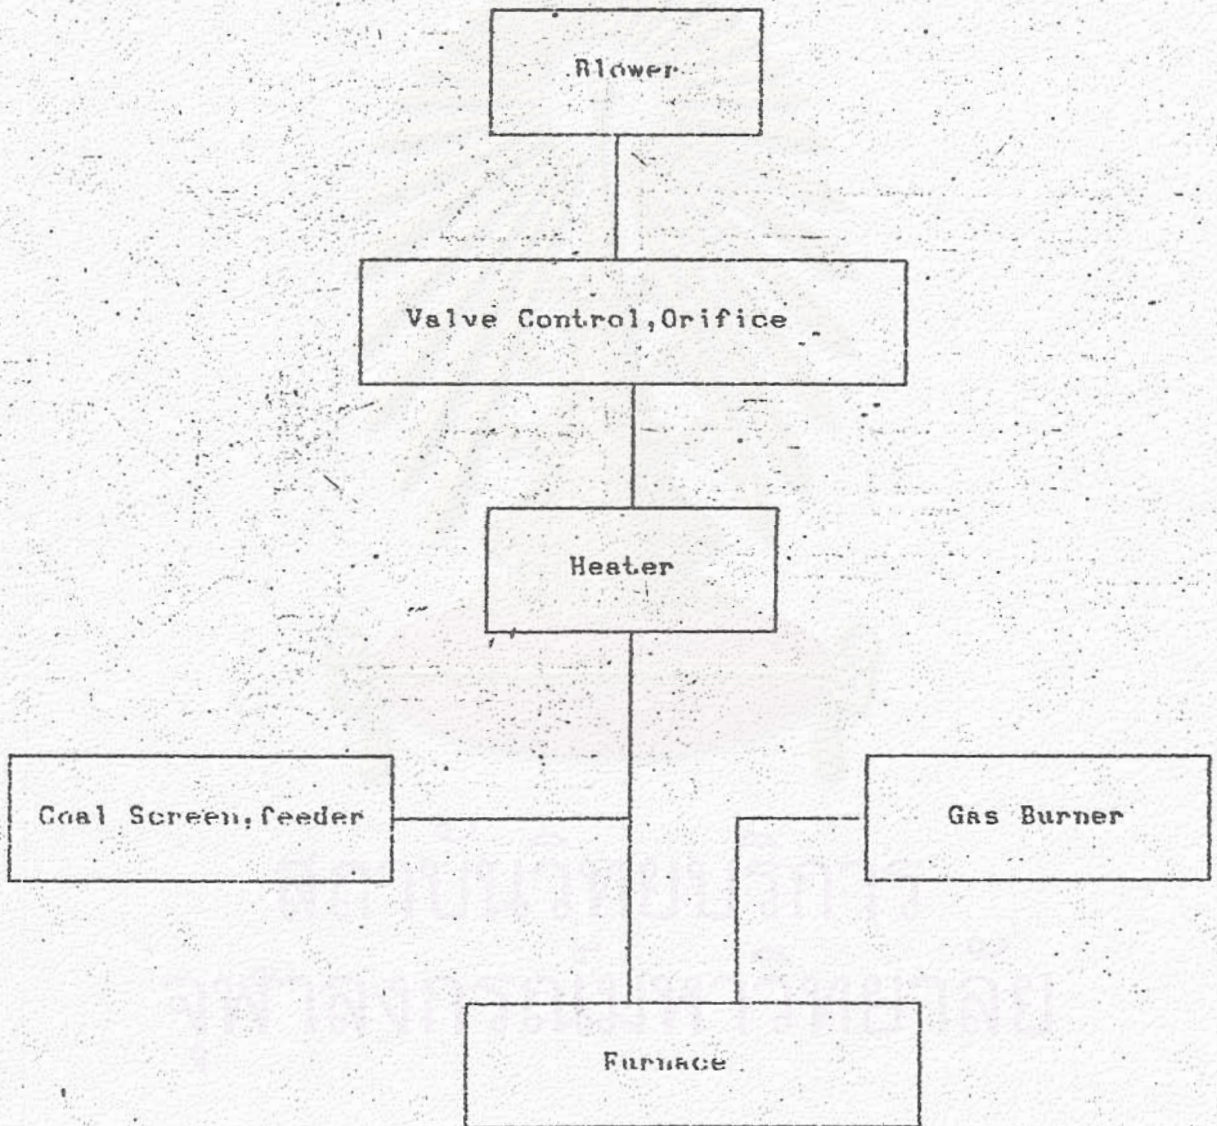 Blower
Valve Control,Orifice
Heater
Coal Screen,feeder
Gas Burner
Furnace